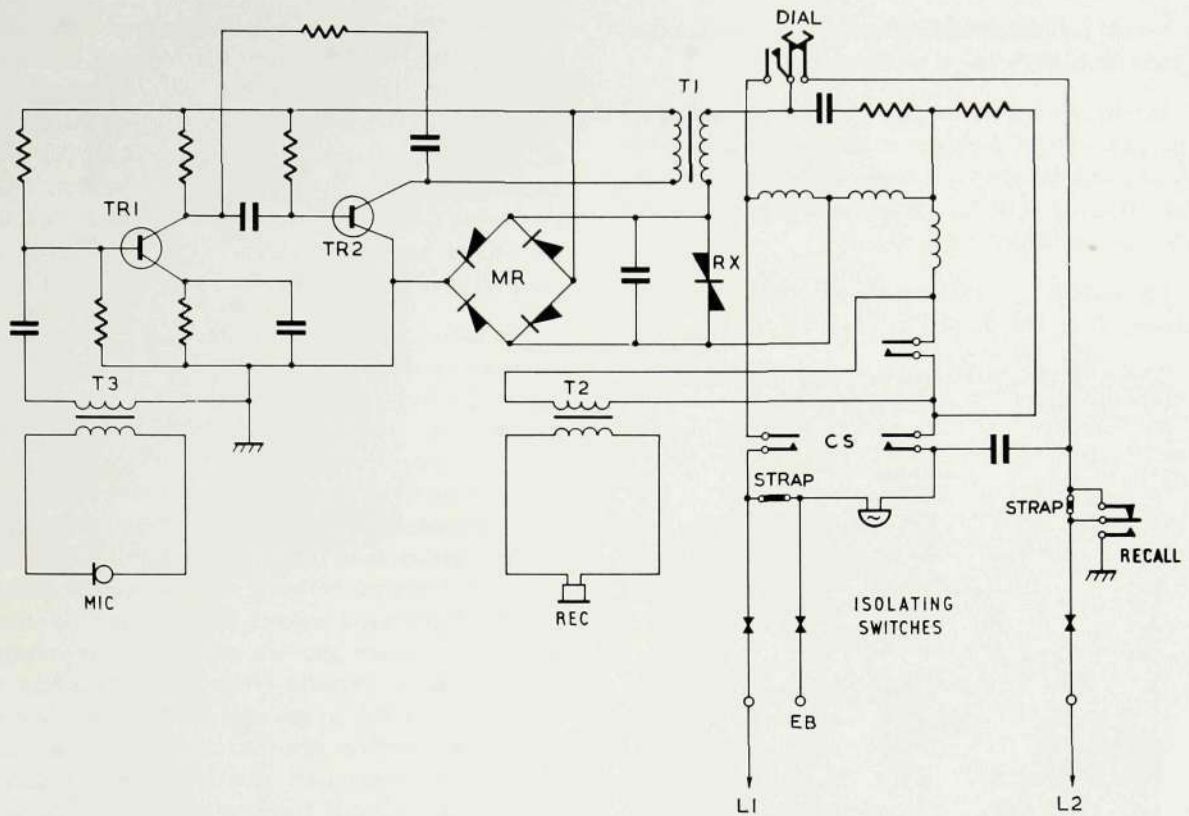 DIAL
T1
TR1
TR2
MR
RX
T3
T2
CS
STRAP
STRAP
RECALL
MIC
REC
ISOLATING
SWITCHES
EB
L1
L2